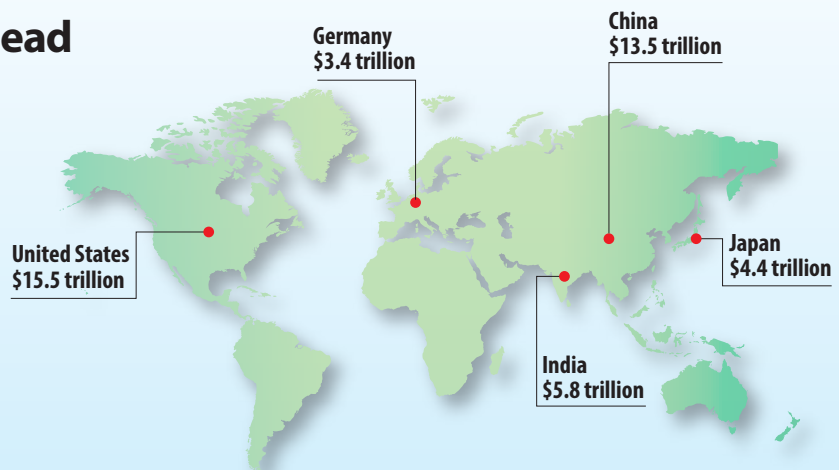 ead
Germany
$3.4 trillion
China
$13.5 trillion
United States
$15.5 trillion
Japan
$4.4 trillion
India
$5.8 trillion